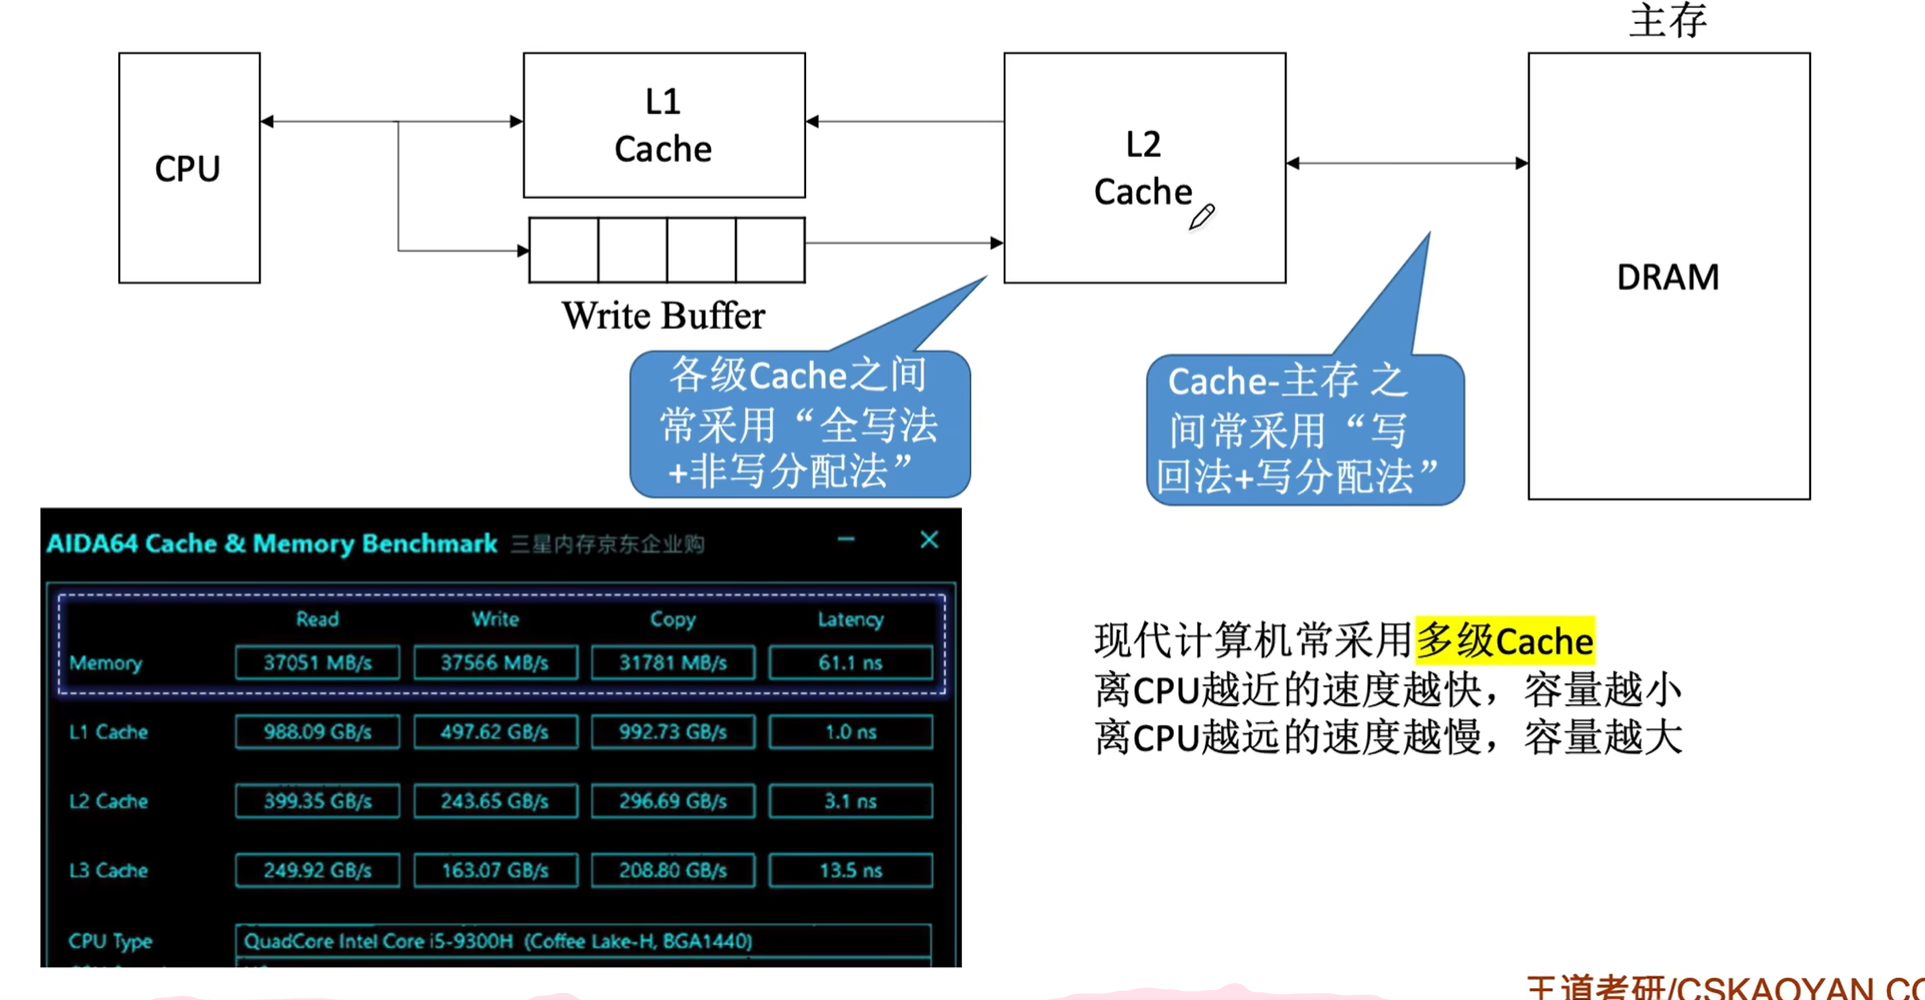 主存
CPU
L1
Cache
L2
Cache
DRAM
Write Buffer
各级Cache之间
常采用“全写法
+非写分配法”
Cache-主存 之
间常采用“写
回法+写分配法”
AIDA64 Cache & Memory Benchmark 三星内存京东企业购
Read Write Copy Latency
Memory 37051 MB/s 37566 MB/s 31781 MB/s 61.1 ns
L1 Cache 988.09 GB/s 497.62 GB/s 992.73 GB/s 1.0 ns
L2 Cache 399.35 GB/s 243.65 GB/s 296.69 GB/s 3.1 ns
L3 Cache 249.92 GB/s 163.07 GB/s 208.80 GB/s 13.5 ns
CPU Type QuadCore Intel Core i5-9300H (Coffee Lake-H, BGA1440)
现代计算机常采用多级Cache
离CPU越近的速度越快，容量越小
离CPU越远的速度越慢，容量越大
王道考研/CSKAOYAN.CO